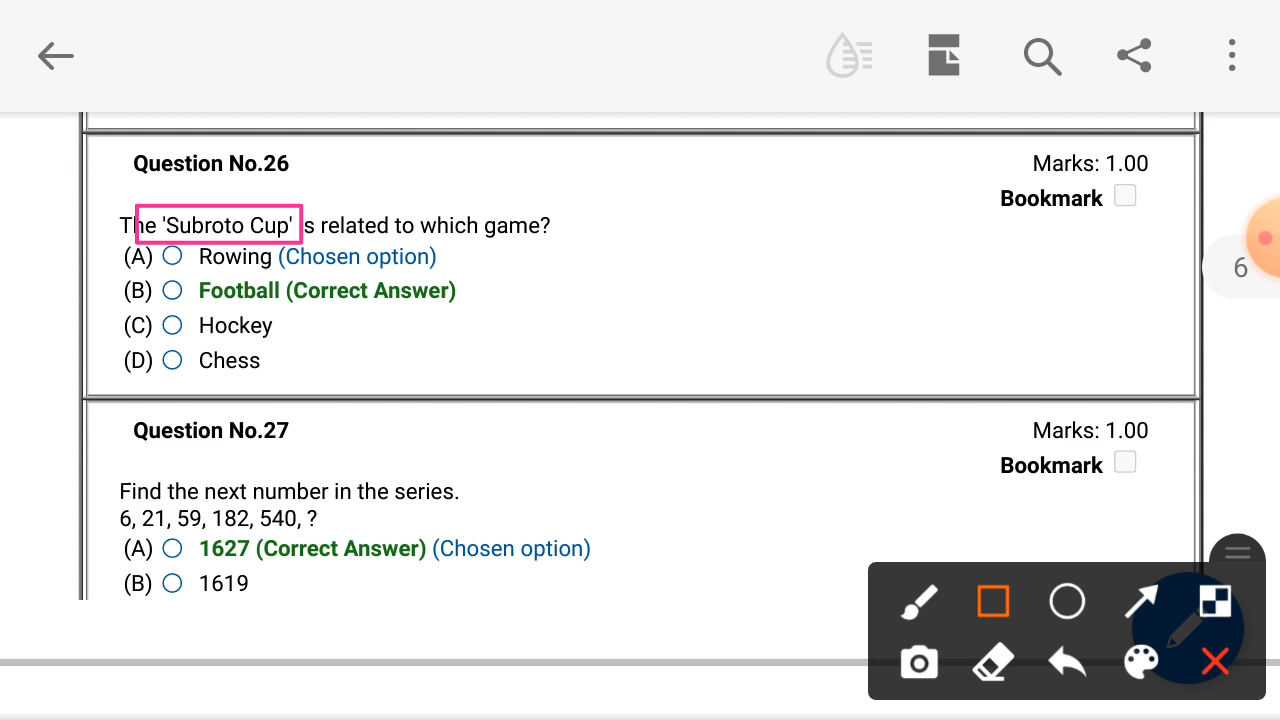 Question No.26
Marks: 1.00
Bookmark
The 'Subroto Cup' is related to which game?
(A) Rowing (Chosen option)
(B) Football (Correct Answer)
(C) Hockey
(D) Chess
6
Question No.27
Marks: 1.00
Bookmark
Find the next number in the series.
6, 21, 59, 182, 540, ?
(A) 1627 (Correct Answer) (Chosen option)
(B) 1619